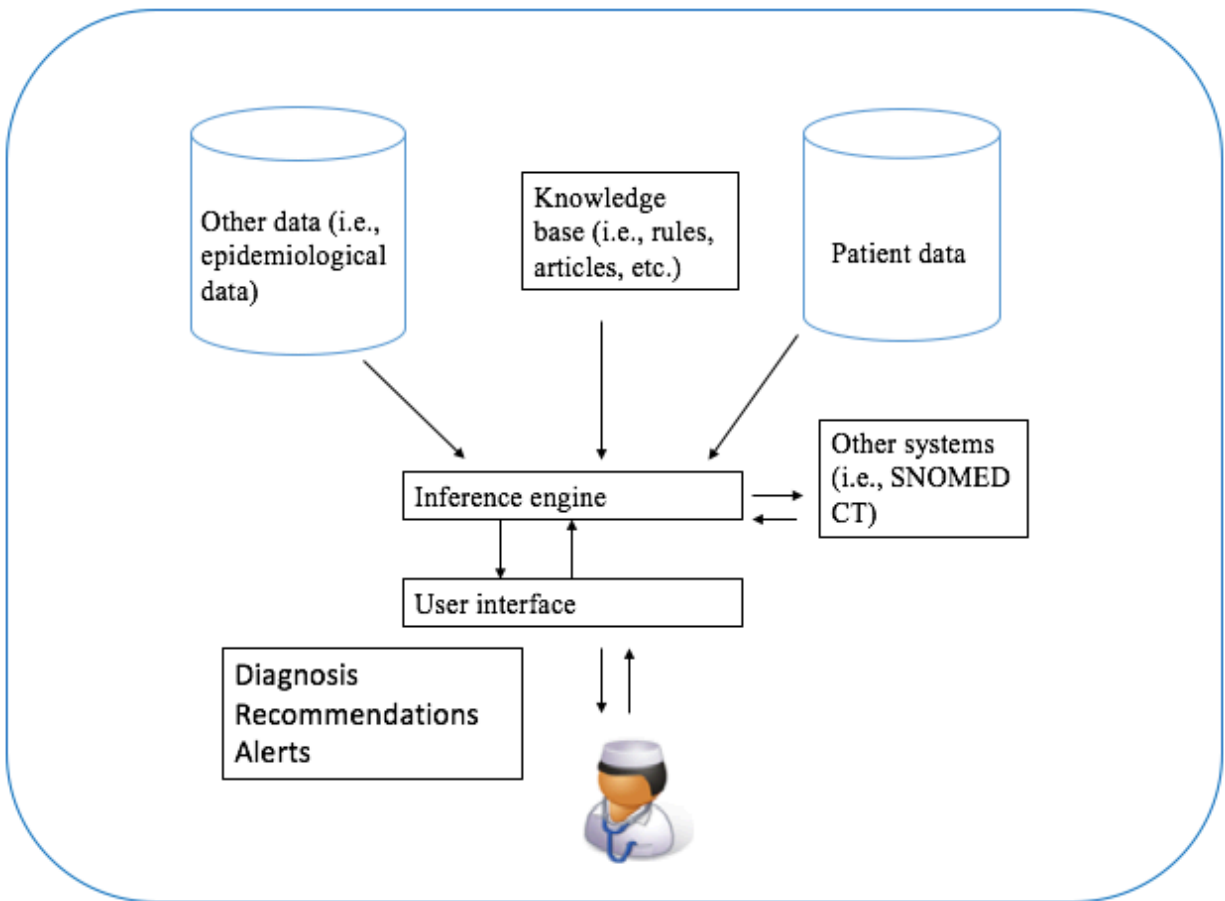 Other data (i.e.,
epidemiological
data)
Knowledge
base (i.e., rules,
articles, etc.)
Patient data
Other systems
(i.e., SNOMED
CT)
Inference engine
User interface
Diagnosis
Recommendations
Alerts